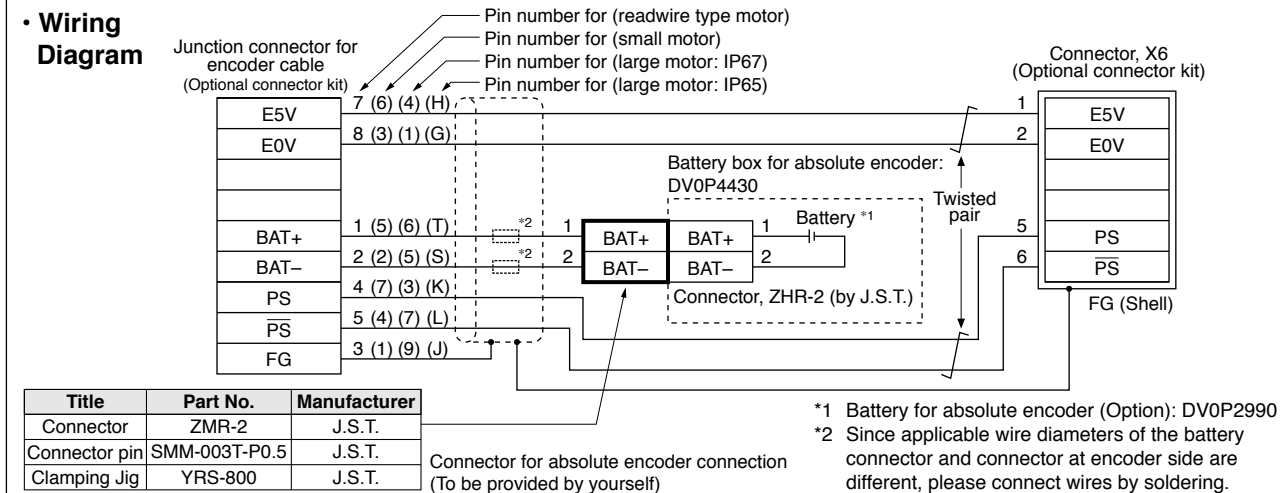 · Wiring Diagram
Junction connector for
encoder cable
(Optional connector kit)
Pin number for (readwire type motor)
Pin number for (small motor)
Pin number for (large motor: IP67)
Pin number for (large motor: IP65)
Connector, X6
(Optional connector kit)
E5V 7 (6) (4) (H) 1 E5V
E0V 8 (3) (1) (G) 2 E0V
Battery box for absolute encoder:
DV0P4430
Twisted
pair
BAT+ 1 (5) (6) (T) *2 1 BAT+ BAT+ 1 Battery *1 5 PS
BAT– 2 (2) (5) (S) *2 2 BAT– BAT– 2 6 P̅S̅
PS 4 (7) (3) (K)
Connector, ZHR-2 (by J.S.T.)
FG (Shell)
P̅S̅ 5 (4) (7) (L)
FG 3 (1) (9) (J)
Title Part No. Manufacturer
Connector ZMR-2 J.S.T.
Connector pin SMM-003T-P0.5 J.S.T.
Clamping Jig YRS-800 J.S.T.
Connector for absolute encoder connection
(To be provided by yourself)
*1 Battery for absolute encoder (Option): DV0P2990
*2 Since applicable wire diameters of the battery
connector and connector at encoder side are
different, please connect wires by soldering.